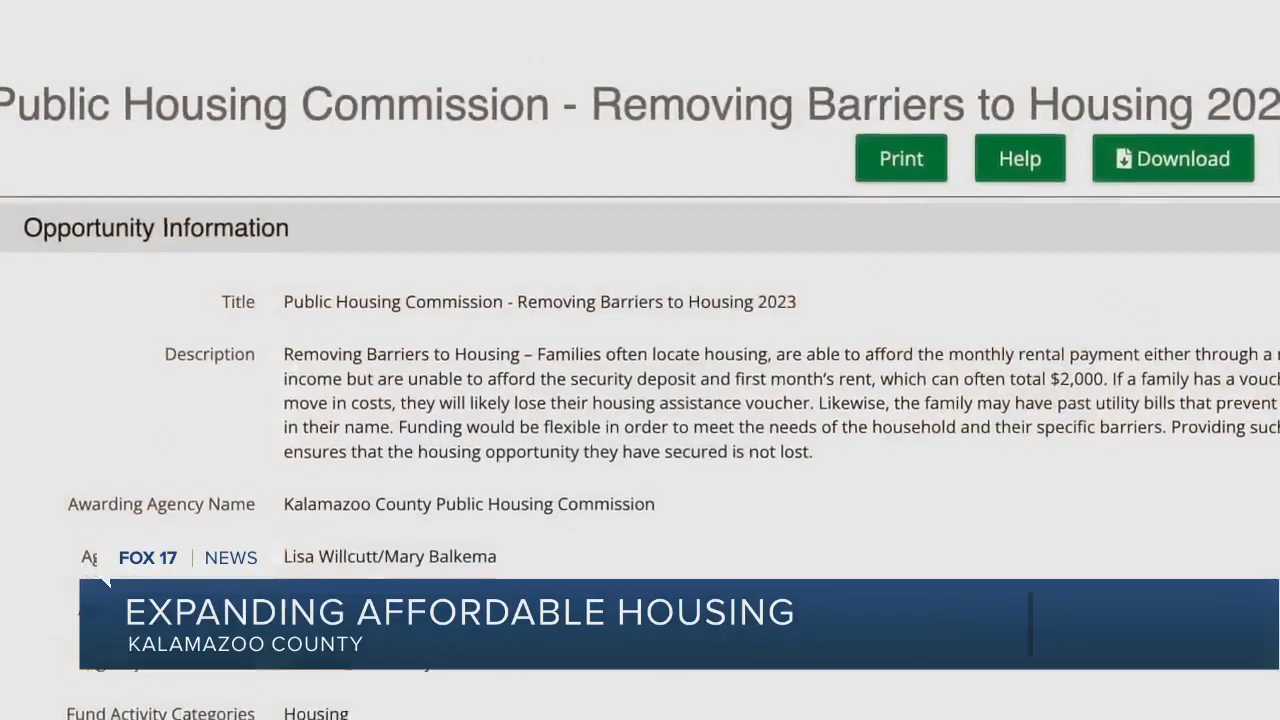 Public Housing Commission - Removing Barriers to Housing 202
Print Help Download
Opportunity Information
Title Public Housing Commission - Removing Barriers to Housing 2023
Description Removing Barriers to Housing – Families often locate housing, are able to afford the monthly rental payment either through a
income but are unable to afford the security deposit and first month's rent, which can often total $2,000. If a family has a vouc
move in costs, they will likely lose their housing assistance voucher. Likewise, the family may have past utility bills that prevent
in their name. Funding would be flexible in order to meet the needs of the household and their specific barriers. Providing suc
ensures that the housing opportunity they have secured is not lost.
Awarding Agency Name Kalamazoo County Public Housing Commission
Ag Lisa Willcutt/Mary Balkema
FOX 17 | NEWS
EXPANDING AFFORDABLE HOUSING
KALAMAZOO COUNTY
Fund Activity Categories Housing